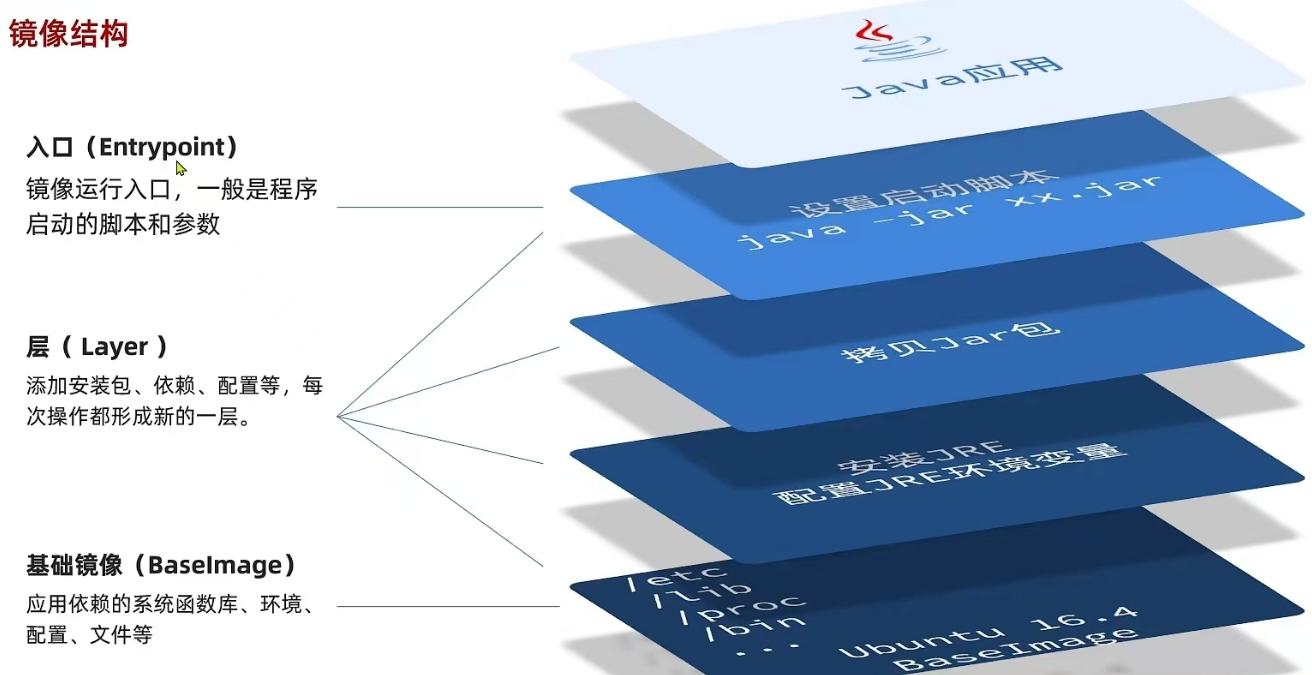 镜像结构
入口（Entrypoint）
镜像运行入口，一般是程序
启动的脚本和参数
层（ Layer ）
添加安装包、依赖、配置等，每
次操作都形成新的一层。
基础镜像（BaseImage）
应用依赖的系统函数库、环境、
配置、文件等
Java应用
设置启动脚本
java -jar xx.jar
拷贝Jar包
安装JRE
配置JRE环境变量
/etc
/lib
/proc
/bin
...
Ubuntu 16.4
BaseImage